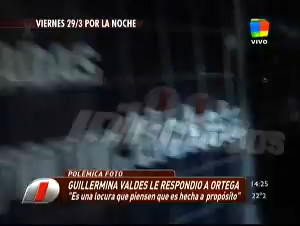 VIERNES 29/3 POR LA NOCHE
VIVO
POLEMICA FOTO
GUILLERMINA VALDES LE RESPONDIO A ORTEGA
"Es una locura que piensen que es hecha a propósito"
14:25
22°2